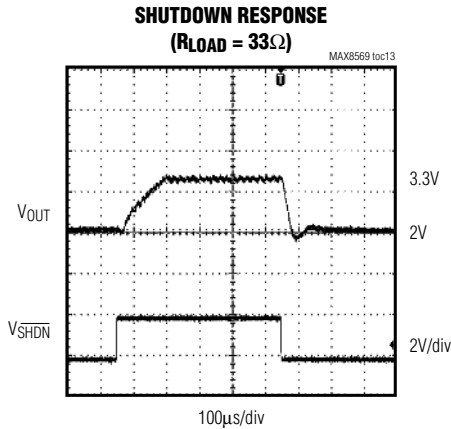 SHUTDOWN RESPONSE
(RLOAD = 33Ω)
MAX8569 toc13
T
3.3V
VOUT
2V
VSHDN
2V/div
100µs/div